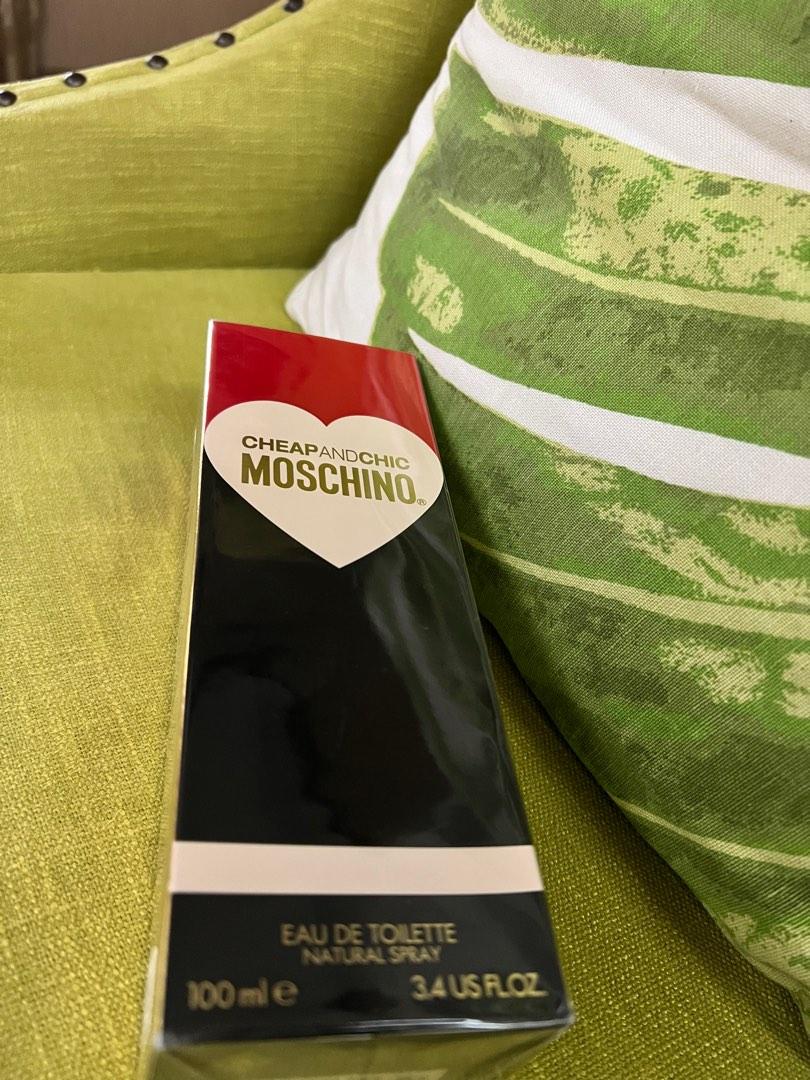 CHEAPANDCHIC
MOSCHINO®
EAU DE TOILETTE
NATURAL SPRAY
100 ml ℮ 3.4 US FL.OZ.